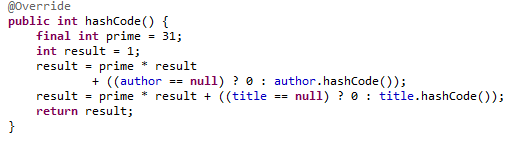 @Override
public int hashCode() {
    final int prime = 31;
    int result = 1;
    result = prime * result
            + ((author == null) ? 0 : author.hashCode());
    result = prime * result + ((title == null) ? 0 : title.hashCode());
    return result;
}